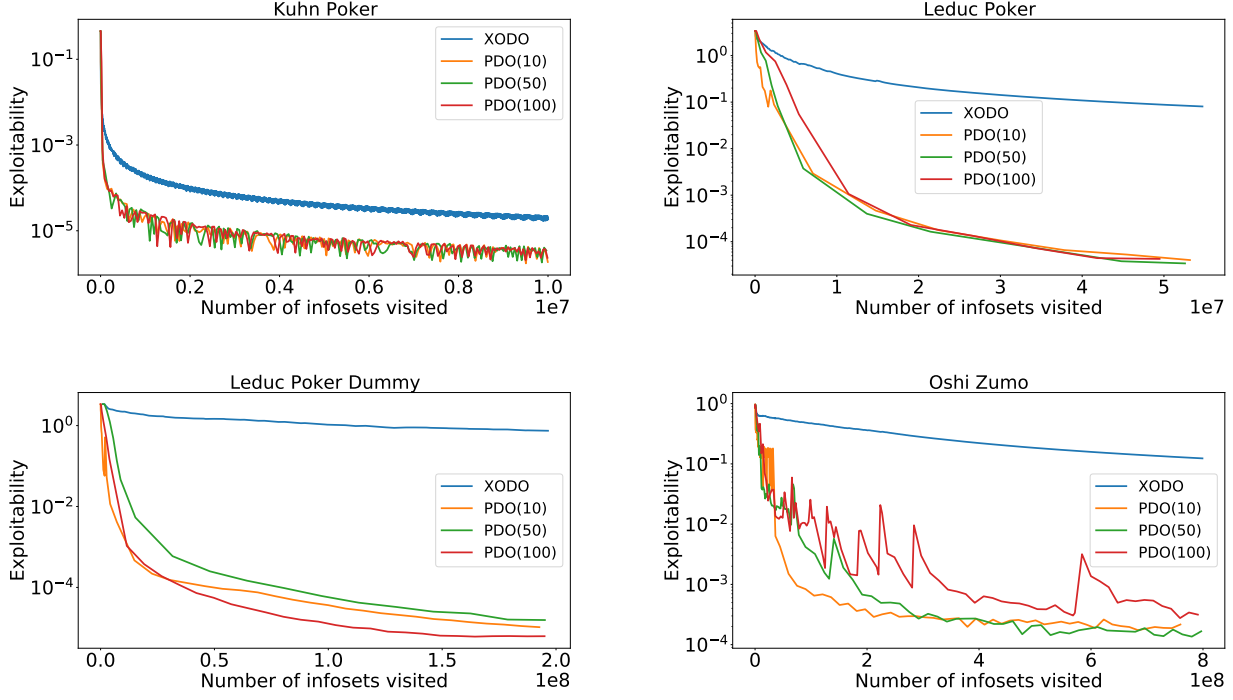 Kuhn Poker
Exploitability
10^-1
10^-3
10^-5
XODO
PDO(10)
PDO(50)
PDO(100)
0.0 0.2 0.4 0.6 0.8 1.0
1e7
Number of infosets visited
Leduc Poker
Exploitability
10^0
10^-1
10^-2
10^-3
10^-4
XODO
PDO(10)
PDO(50)
PDO(100)
0 1 2 3 4 5
1e7
Number of infosets visited
Leduc Poker Dummy
Exploitability
10^0
10^-2
10^-4
XODO
PDO(10)
PDO(50)
PDO(100)
0.0 0.5 1.0 1.5 2.0
1e8
Number of infosets visited
Oshi Zumo
Exploitability
10^0
10^-1
10^-2
10^-3
10^-4
XODO
PDO(10)
PDO(50)
PDO(100)
0 2 4 6 8
1e8
Number of infosets visited